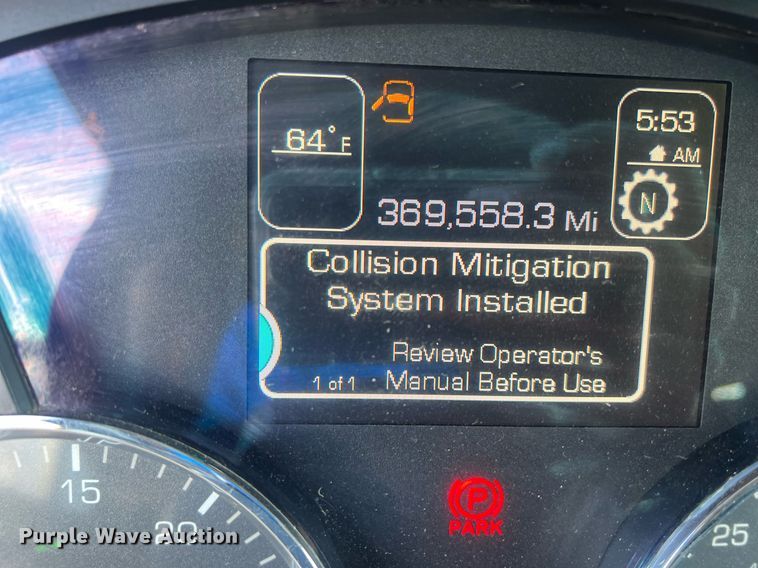 64°F
5:53
AM
N
369,558.3 Mi
Collision Mitigation
System Installed
Review Operator's
1 of 1 Manual Before Use
P
PARK
15
20
25
Purple Wave Auction